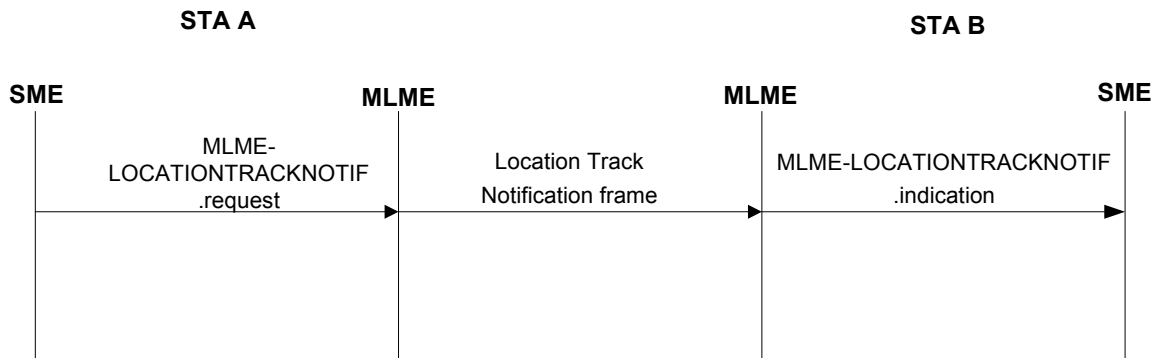 STA A
STA B
SME
MLME
MLME
SME
MLME-
LOCATIONTRACKNOTIF
.request
Location Track
Notification frame
MLME-LOCATIONTRACKNOTIF
.indication